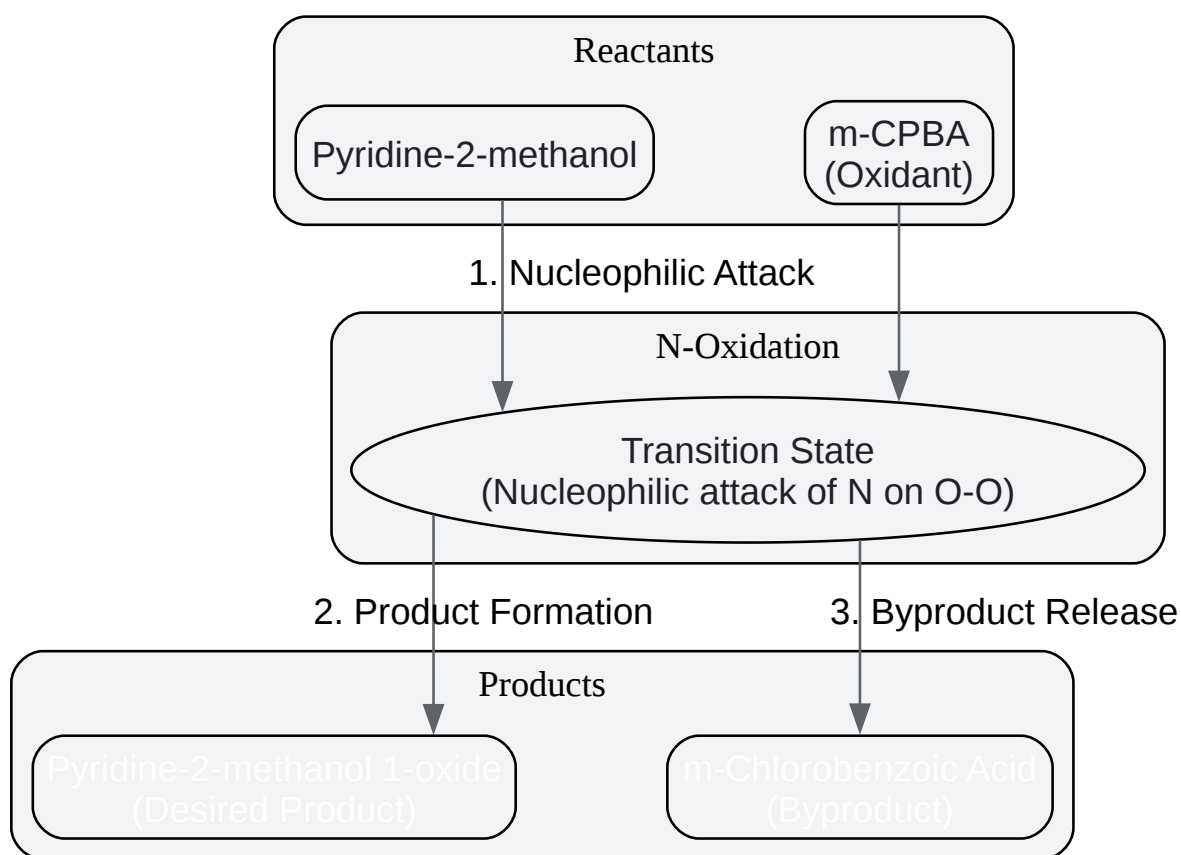 Reactants
Pyridine-2-methanol
m-CPBA
(Oxidant)
1. Nucleophilic Attack
N-Oxidation
Transition State
(Nucleophilic attack of N on O-O)
2. Product Formation
3. Byproduct Release
Products
Pyridine-2-methanol 1-oxide
(Desired Product)
m-Chlorobenzoic Acid
(Byproduct)